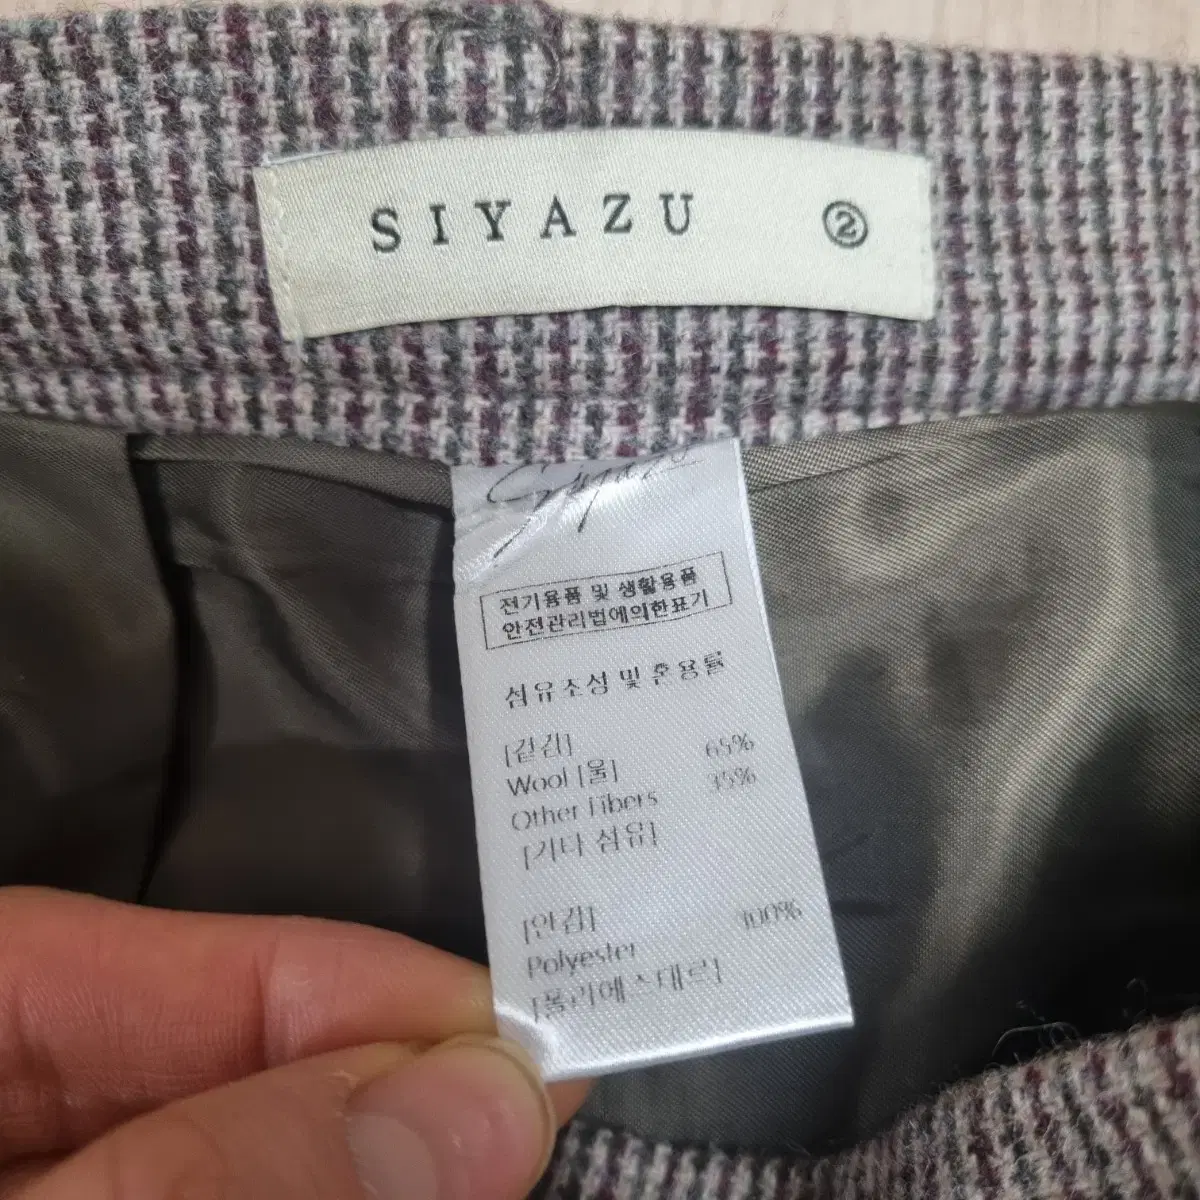 SIYAZU ②
Siyazu
전기용품 및 생활용품
안전관리법에의한표기
섬유조성 및 혼용률
[겉감]
Wool [울] 65%
Other Fibers 35%
[기타 섬유]
[안감]
Polyester 100%
[폴리에스테르]